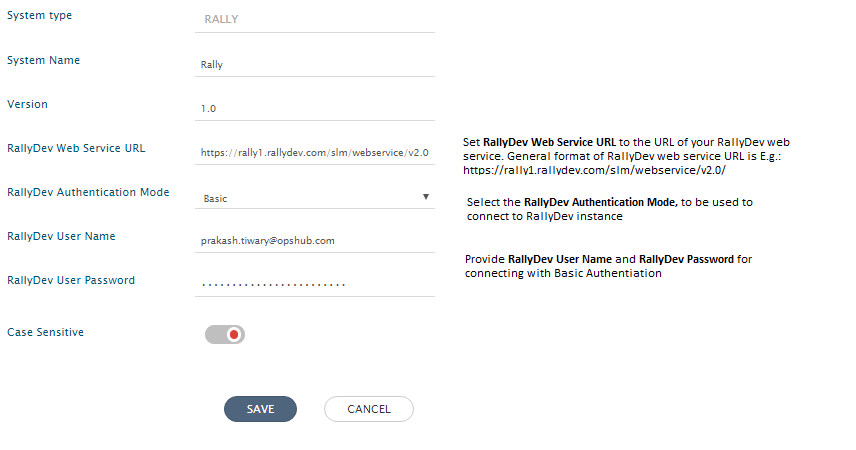 System type RALLY
System Name Rally
Version 1.0
RallyDev Web Service URL https://rally1.rallydev.com/slm/webservice/v2.0
Set RallyDev Web Service URL to the URL of your RallyDev web
service. General format of RallyDev web service URL is E.g.:
https://rally1.rallydev.com/slm/webservice/v2.0/
RallyDev Authentication Mode Basic
Select the RallyDev Authentication Mode, to be used to
connect to RallyDev instance
RallyDev User Name prakash.tiwary@opshub.com
Provide RallyDev User Name and RallyDev Password for
connecting with Basic Authentiation
RallyDev User Password ························
Case Sensitive
SAVE CANCEL